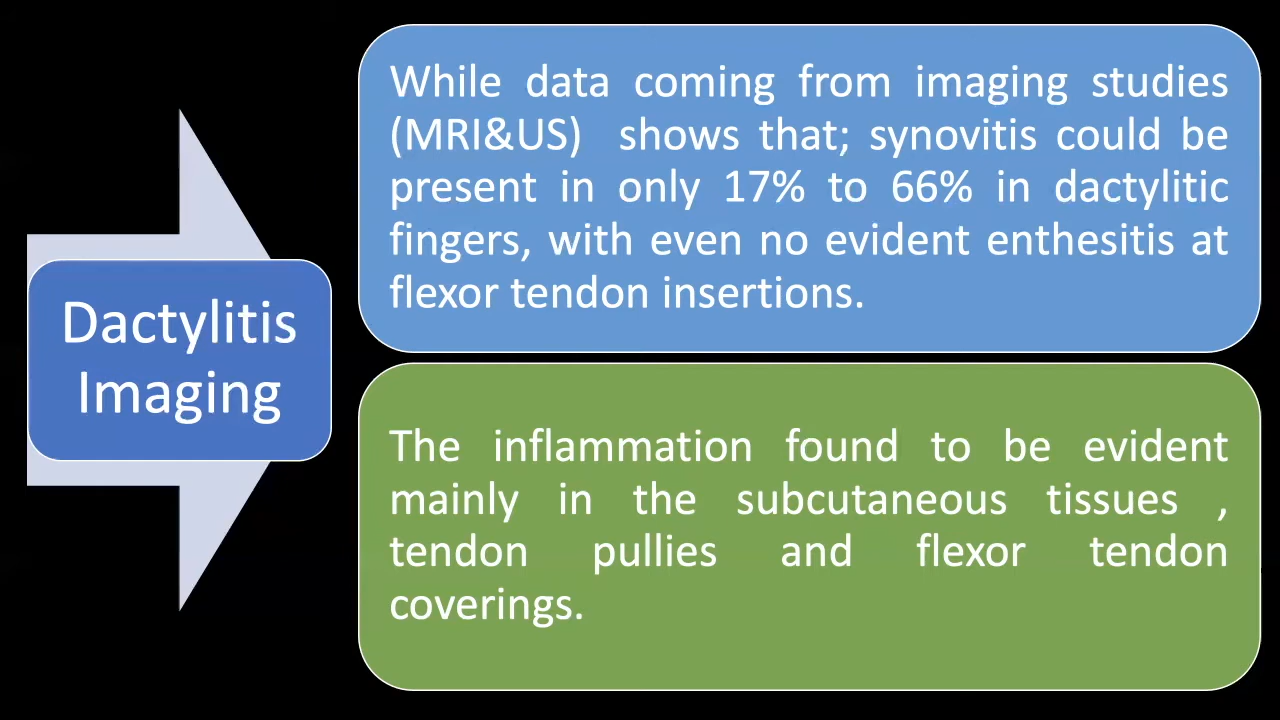 Dactylitis
Imaging
While data coming from imaging studies
(MRI&US) shows that; synovitis could be
present in only 17% to 66% in dactylitic
fingers, with even no evident enthesitis at
flexor tendon insertions.
The inflammation found to be evident
mainly in the subcutaneous tissues ,
tendon pullies and flexor tendon
coverings.